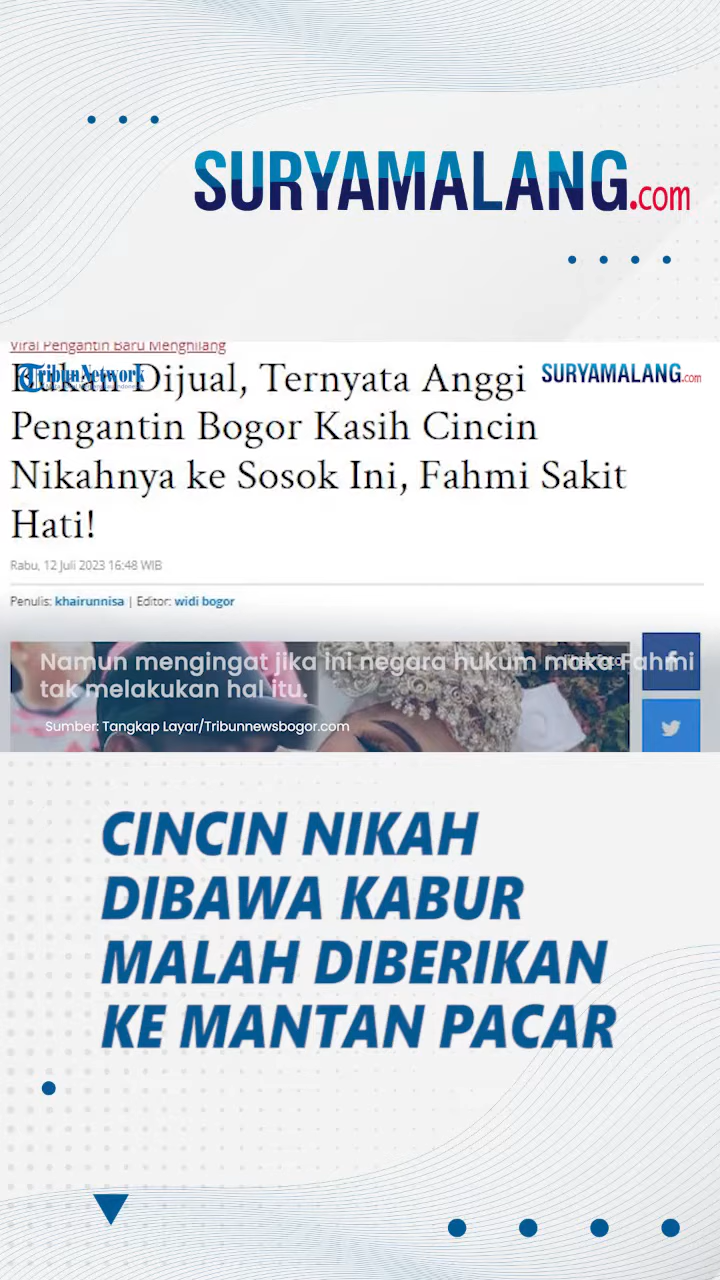 SURYAMALANG.com
Viral Pengantin Baru Menghilang
Tribun Network
SURYAMALANG.com
Dijual, Ternyata Anggi
Pengantin Bogor Kasih Cincin
Nikahnya ke Sosok Ini, Fahmi Sakit
Hati!
Rabu, 12 Juli 2023 16:48 WIB
Penulis: khairunnisa | Editor: widi bogor
Namun mengingat jika ini negara hukum maka Fahmi
tak melakukan hal itu.
Sumber: Tangkap Layar/Tribunnewsbogor.com
f
CINCIN NIKAH
DIBAWA KABUR
MALAH DIBERIKAN
KE MANTAN PACAR